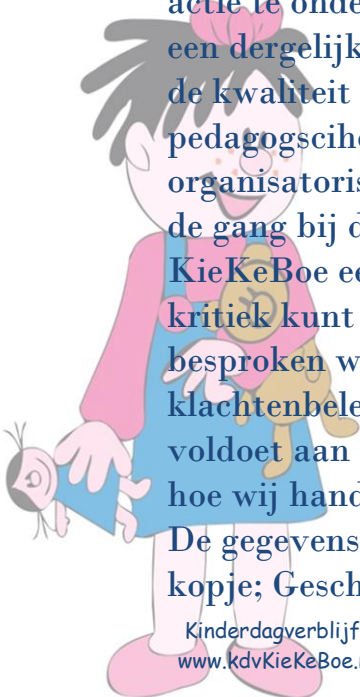 actie te onde
een dergelijk
de kwaliteit
pedagogscihe
organisatoris
de gang bij d
KieKeBoe ee
kritiek kunt
besproken w
klachtenbele
voldoet aan
hoe wij hand
De gegevens
kopje; Gesch
Kinderdagverblijf
www.kdvKieKeBoe.